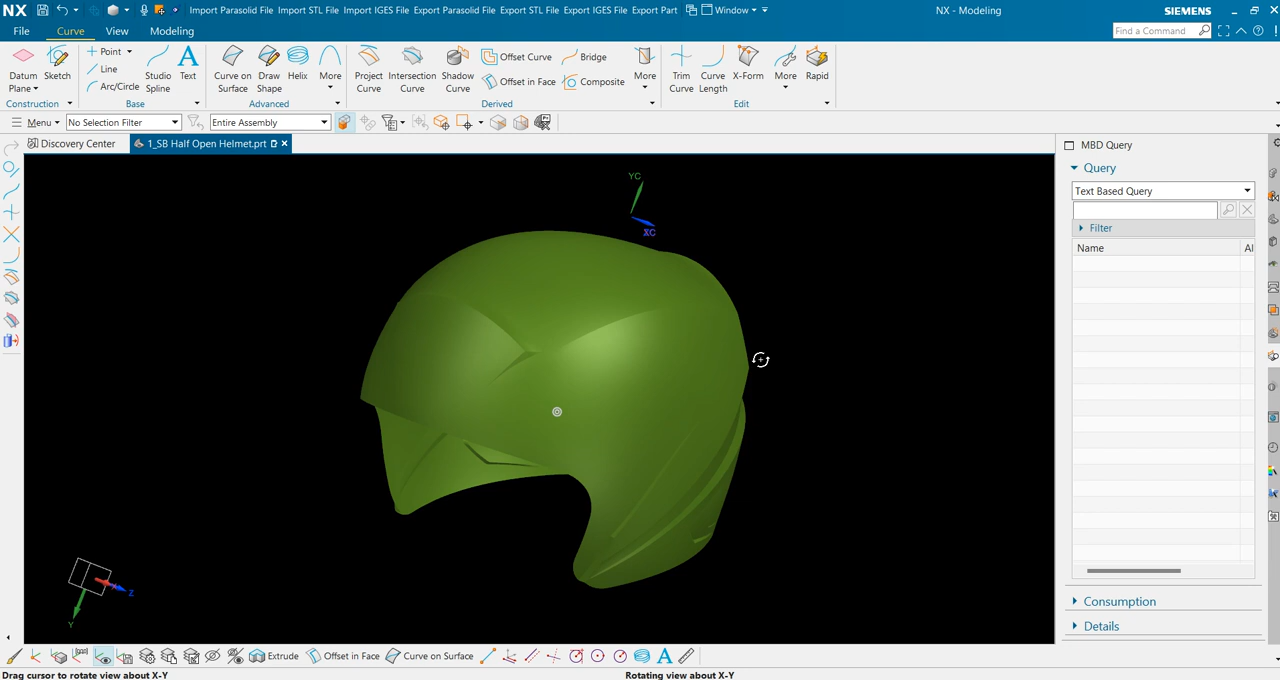 NX Import Parasolid File Import STL File Import IGES File Export Parasolid File Export STL File Export IGES File Export Part Window NX - Modeling SIEMENS
File Curve View Modeling Find a Command
Datum Plane Sketch
Point
Line
Arc/Circle
Studio Spline Text
Curve on Surface Draw Shape Helix More
Project Curve Intersection Curve Shadow Curve
Offset Curve Bridge
Offset in Face Composite
More
Trim Curve Curve Length X-Form More Rapid
Construction Base Advanced Derived Edit
Menu No Selection Filter Entire Assembly
Discovery Center 1_SB Half Open Helmet.prt
MBD Query
Query
Text Based Query
Filter
Name Al
YC
XC
Z
Y
Consumption
Details
Extrude Offset in Face Curve on Surface
Drag cursor to rotate view about X-Y Rotating view about X-Y